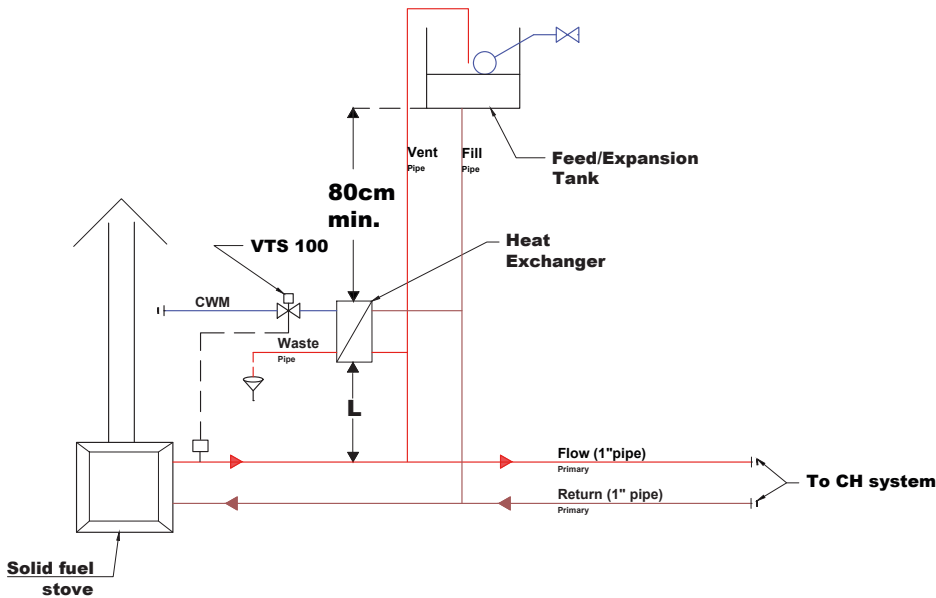 Vent
Pipe
Fill
Pipe
Feed/Expansion
Tank
80cm
min.
VTS 100
Heat
Exchanger
CWM
Waste
Pipe
L
Flow (1"pipe)
Primary
Return (1" pipe)
Primary
To CH system
Solid fuel
stove